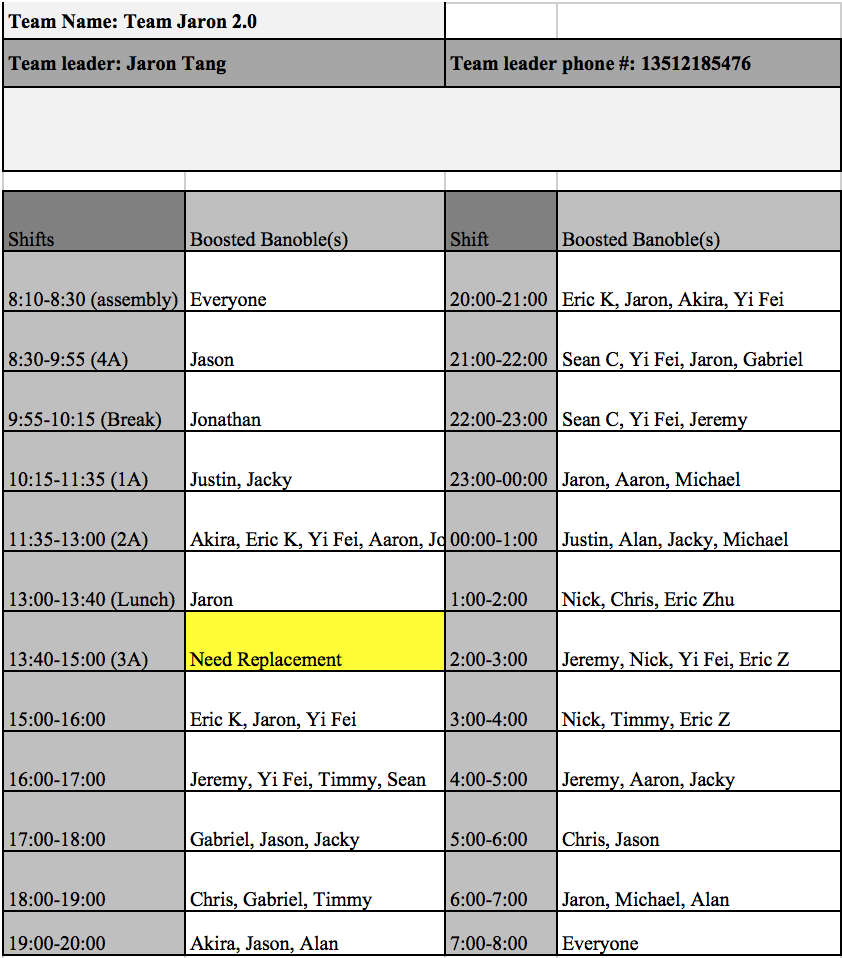 Team Name: Team Jaron 2.0
Team leader: Jaron Tang Team leader phone #: 13512185476
Shifts Boosted Banoble(s) Shift Boosted Banoble(s)
8:10-8:30 (assembly) Everyone 20:00-21:00 Eric K, Jaron, Akira, Yi Fei
8:30-9:55 (4A) Jason 21:00-22:00 Sean C, Yi Fei, Jaron, Gabriel
9:55-10:15 (Break) Jonathan 22:00-23:00 Sean C, Yi Fei, Jeremy
10:15-11:35 (1A) Justin, Jacky 23:00-00:00 Jaron, Aaron, Michael
11:35-13:00 (2A) Akira, Eric K, Yi Fei, Aaron, 00:00-1:00 Justin, Alan, Jacky, Michael
13:00-13:40 (Lunch) Jaron 1:00-2:00 Nick, Chris, Eric Zhu
13:40-15:00 (3A) Need Replacement 2:00-3:00 Jeremy, Nick, Yi Fei, Eric Z
15:00-16:00 Eric K, Jaron, Yi Fei 3:00-4:00 Nick, Timmy, Eric Z
16:00-17:00 Jeremy, Yi Fei, Timmy, Sean 4:00-5:00 Jeremy, Aaron, Jacky
17:00-18:00 Gabriel, Jason, Jacky 5:00-6:00 Chris, Jason
18:00-19:00 Chris, Gabriel, Timmy 6:00-7:00 Jaron, Michael, Alan
19:00-20:00 Akira, Jason, Alan 7:00-8:00 Everyone